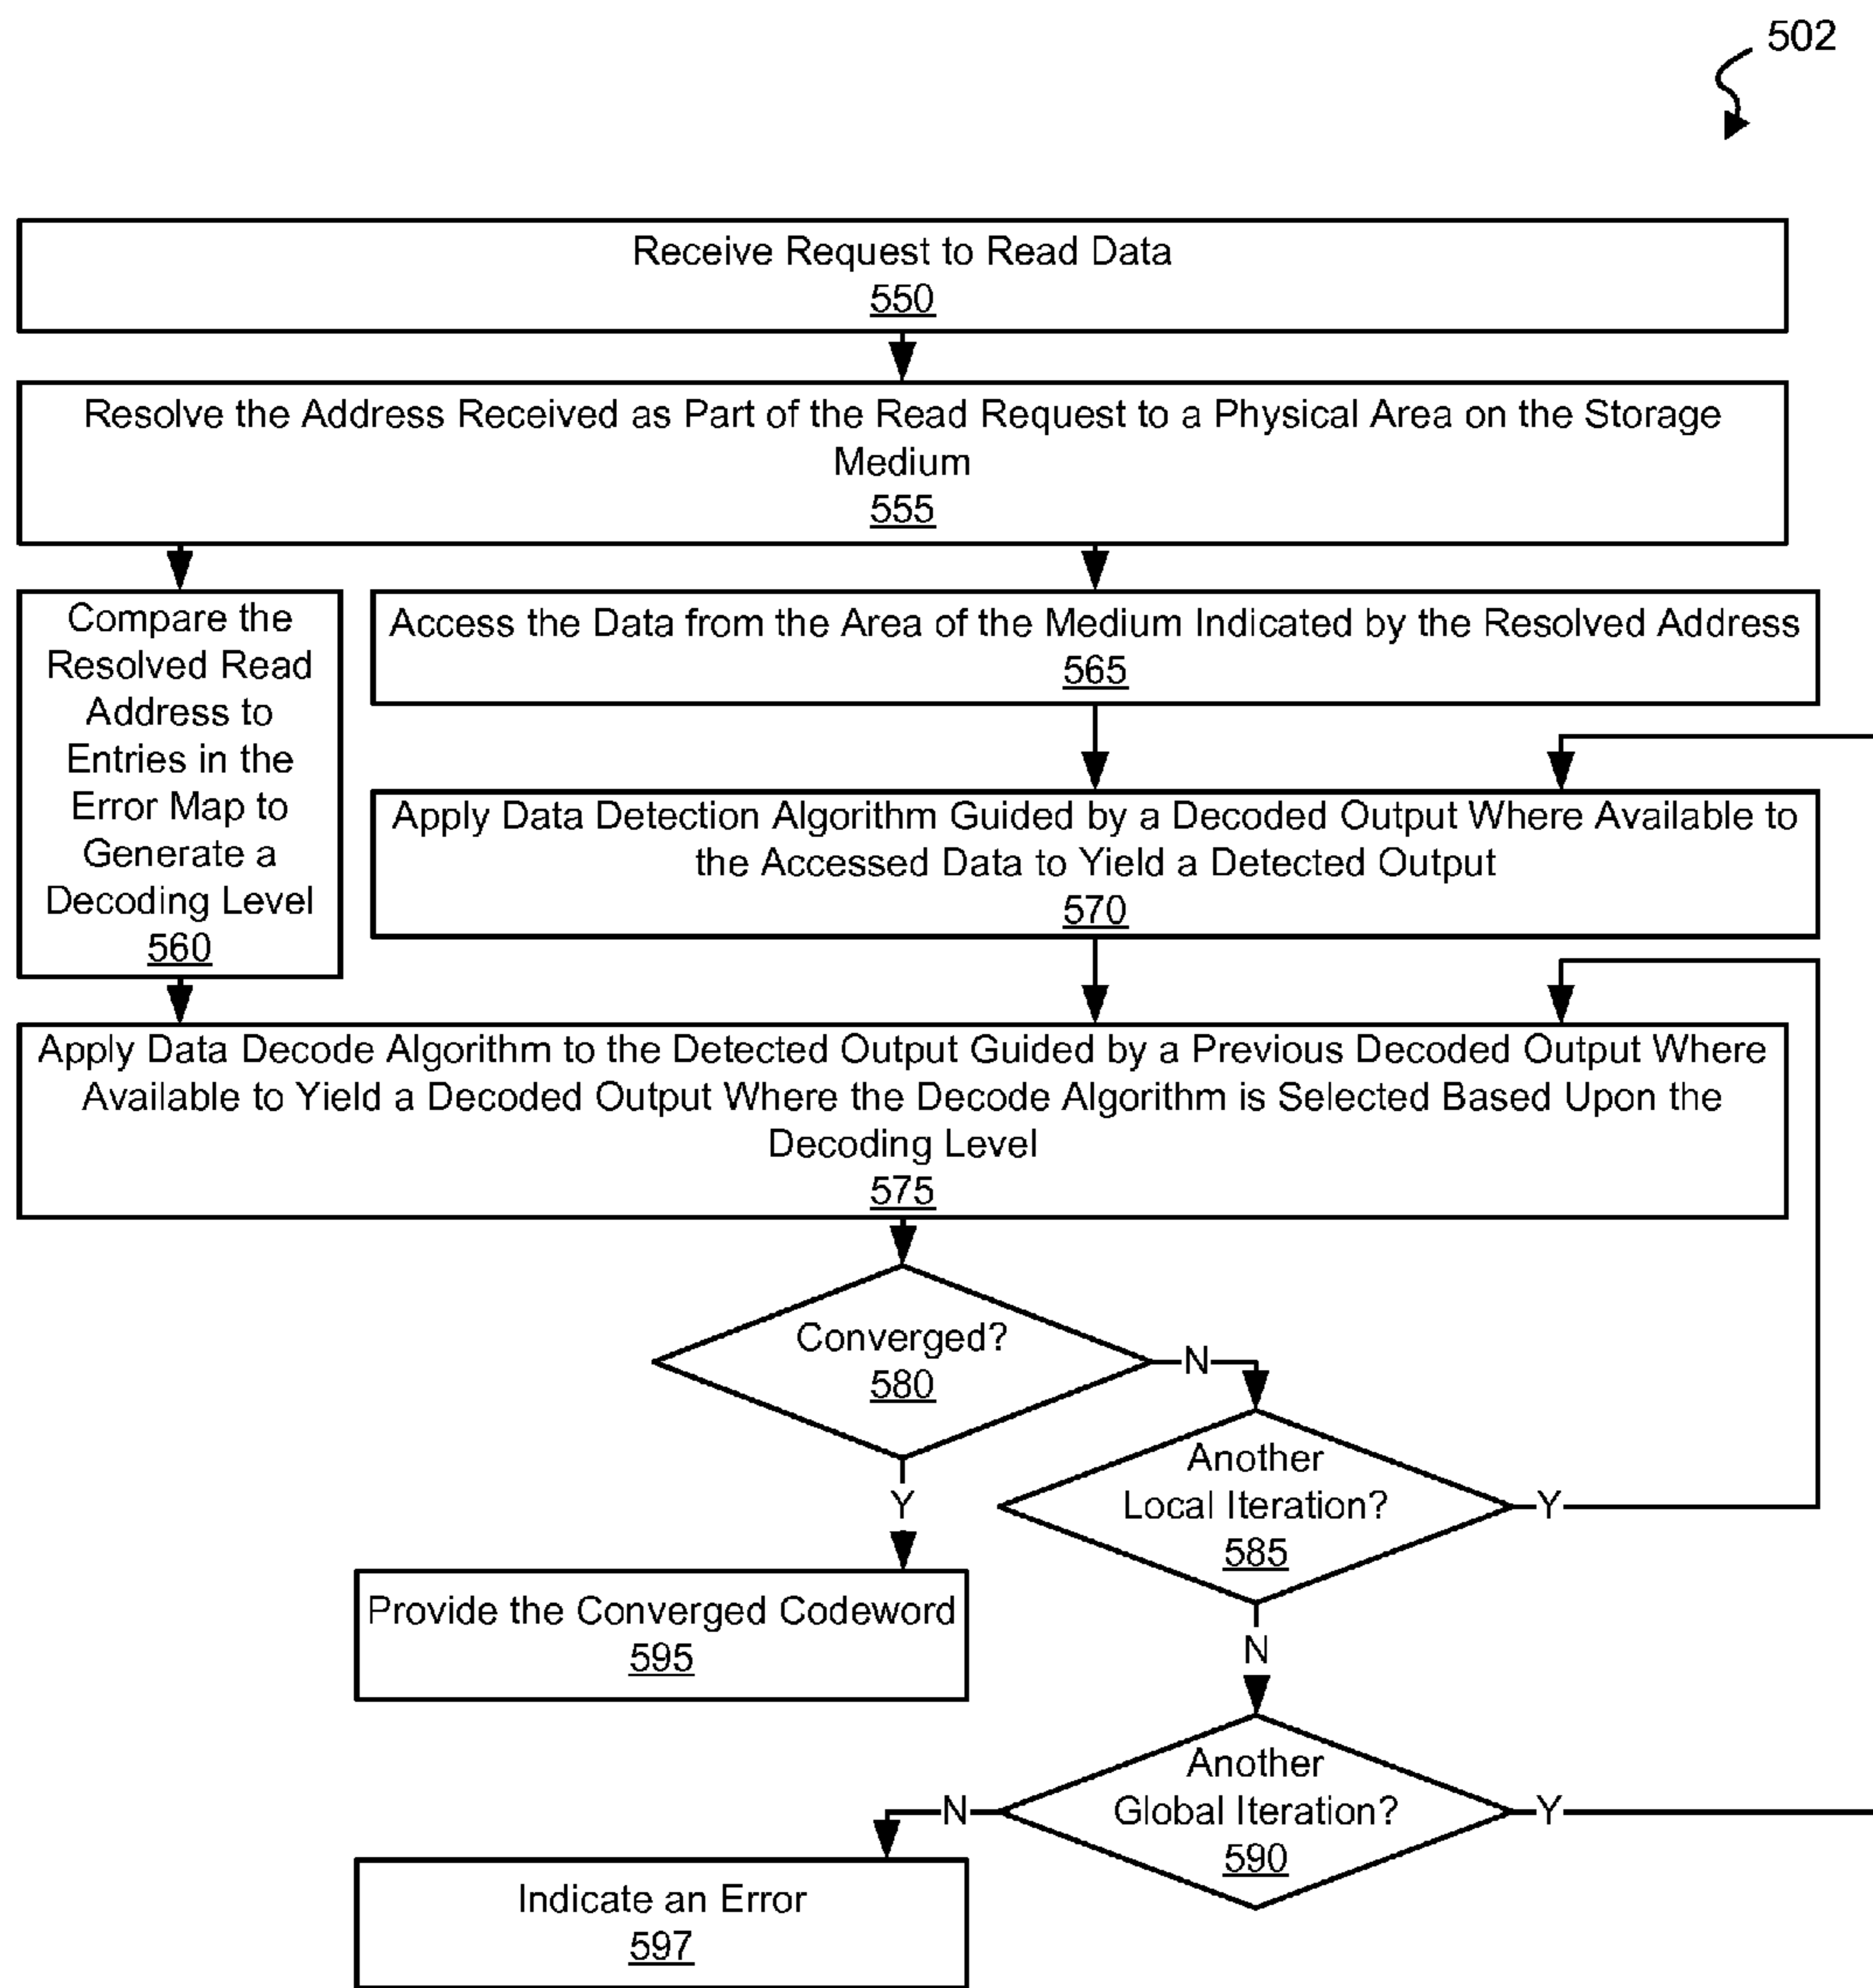 502
Receive Request to Read Data
550
Resolve the Address Received as Part of the Read Request to a Physical Area on the Storage
Medium
555
Compare the
Resolved Read
Address to
Entries in the
Error Map to
Generate a
Decoding Level
560
Access the Data from the Area of the Medium Indicated by the Resolved Address
565
Apply Data Detection Algorithm Guided by a Decoded Output Where Available to
the Accessed Data to Yield a Detected Output
570
Apply Data Decode Algorithm to the Detected Output Guided by a Previous Decoded Output Where
Available to Yield a Decoded Output Where the Decode Algorithm is Selected Based Upon the
Decoding Level
575
Converged?
580
N
Y
Another
Local Iteration?
585
Y
N
Provide the Converged Codeword
595
Another
Global Iteration?
590
N
Y
Indicate an Error
597